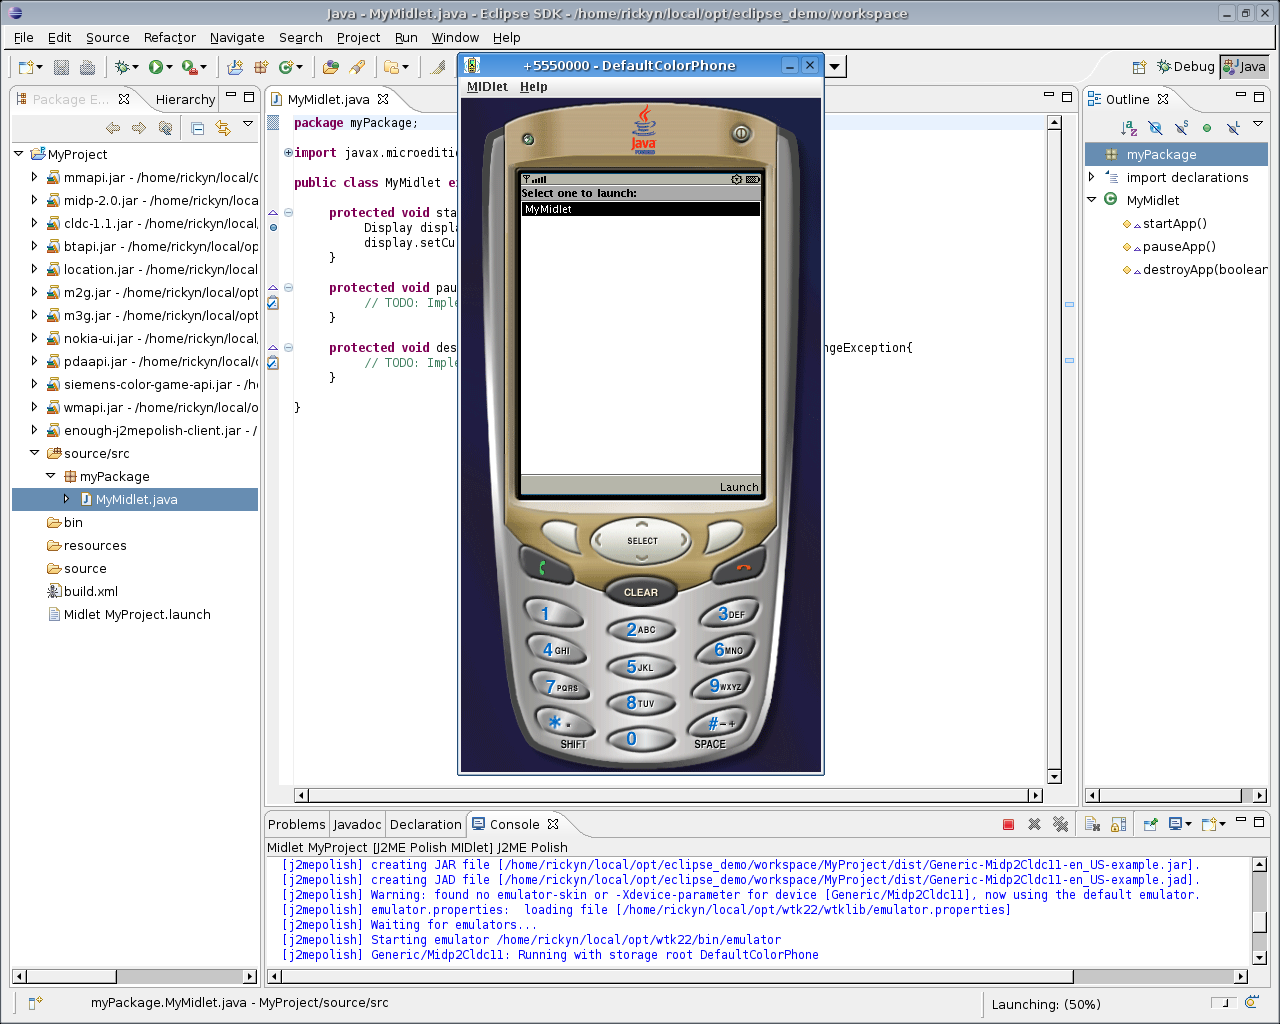 Java - MyMidlet.java - Eclipse SDK - /home/rickyn/local/opt/eclipse_demo/workspace
File Edit Source Refactor Navigate Search Project Run Window Help
Debug Java
Package E... Hierarchy
MyProject
mmapi.jar - /home/rickyn/local/o
midp-2.0.jar - /home/rickyn/loca
cldc-1.1.jar - /home/rickyn/local
btapi.jar - /home/rickyn/local/op
location.jar - /home/rickyn/local
m2g.jar - /home/rickyn/local/opt
m3g.jar - /home/rickyn/local/opt
nokia-ui.jar - /home/rickyn/local
pdaapi.jar - /home/rickyn/local/o
siemens-color-game-api.jar - /ho
wmapi.jar - /home/rickyn/local/o
enough-j2mepolish-client.jar - /
source/src
myPackage
MyMidlet.java
bin
resources
source
build.xml
Midlet MyProject.launch
MyMidlet.java
package myPackage;
import javax.microeditio
public class MyMidlet e
protected void sta
Display displa
display.setCu
}
protected void pau
// TODO: Imple
}
protected void des ngeException{
// TODO: Imple
}
}
+5550000 - DefaultColorPhone
MIDlet Help
Java
POWERED
Select one to launch:
MyMidlet
Launch
SELECT
CLEAR
1
2 ABC
3 DEF
4 GHI
5 JKL
6 MNO
7 PQRS
8 TUV
9 WXYZ
* .
0
# - +
SHIFT SPACE
Outline
myPackage
import declarations
MyMidlet
startApp()
pauseApp()
destroyApp(boolean
Problems Javadoc Declaration Console
Midlet MyProject [J2ME Polish MIDlet] J2ME Polish
[j2mepolish] creating JAR file [/home/rickyn/local/opt/eclipse_demo/workspace/MyProject/dist/Generic-Midp2Cldc11-en_US-example.jar].
[j2mepolish] creating JAD file [/home/rickyn/local/opt/eclipse_demo/workspace/MyProject/dist/Generic-Midp2Cldc11-en_US-example.jad].
[j2mepolish] Warning: found no emulator-skin or -Xdevice-parameter for device [Generic/Midp2Cldc11], now using the default emulator.
[j2mepolish] emulator.properties:  loading file [/home/rickyn/local/opt/wtk22/wtklib/emulator.properties]
[j2mepolish] Waiting for emulators...
[j2mepolish] Starting emulator /home/rickyn/local/opt/wtk22/bin/emulator
[j2mepolish] Generic/Midp2Cldc11: Running with storage root DefaultColorPhone
myPackage.MyMidlet.java - MyProject/source/src
Launching: (50%)